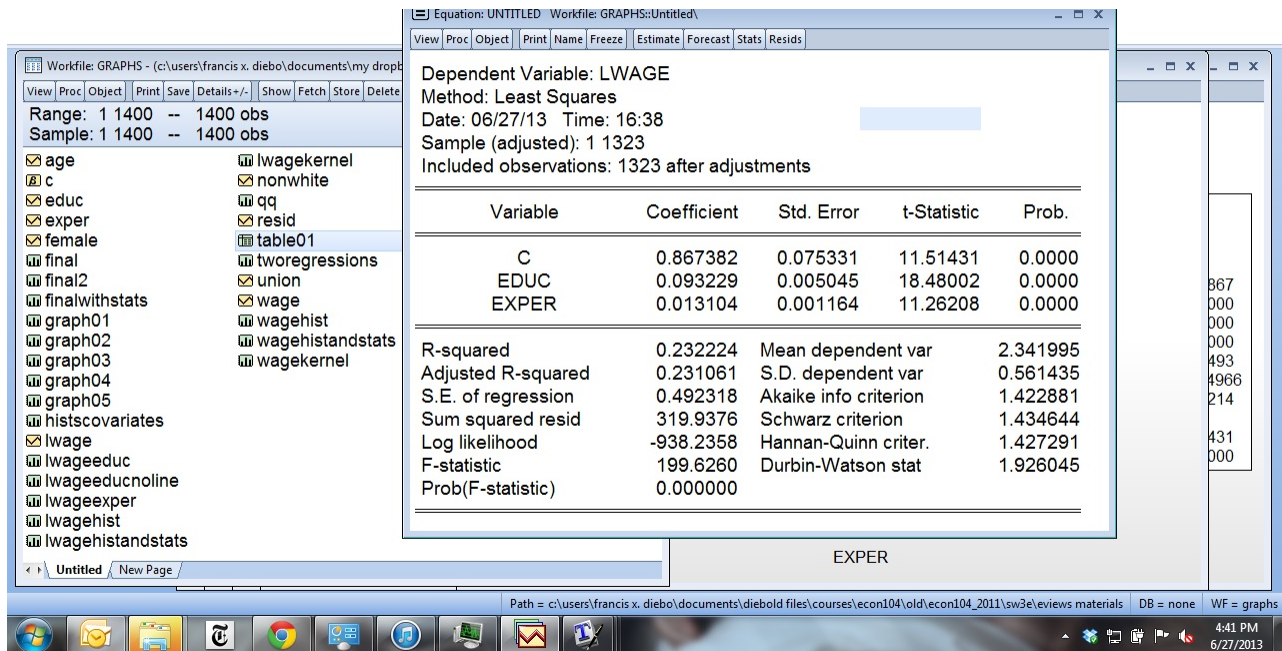 Equation: UNTITLED Workfile: GRAPHS::Untitled\
View Proc Object Print Name Freeze Estimate Forecast Stats Resids
Dependent Variable: LWAGE
Method: Least Squares
Date: 06/27/13 Time: 16:38
Sample (adjusted): 1 1323
Included observations: 1323 after adjustments
Variable Coefficient Std. Error t-Statistic Prob.
C 0.867382 0.075331 11.51431 0.0000
EDUC 0.093229 0.005045 18.48002 0.0000
EXPER 0.013104 0.001164 11.26208 0.0000
R-squared 0.232224 Mean dependent var 2.341995
Adjusted R-squared 0.231061 S.D. dependent var 0.561435
S.E. of regression 0.492318 Akaike info criterion 1.422881
Sum squared resid 319.9376 Schwarz criterion 1.434644
Log likelihood -938.2358 Hannan-Quinn criter. 1.427291
F-statistic 199.6260 Durbin-Watson stat 1.926045
Prob(F-statistic) 0.000000
Workfile: GRAPHS - (c:\users\francis x. diebo\documents\my dropb
View Proc Object Print Save Details+/- Show Fetch Store Delete
Range: 1 1400 -- 1400 obs
Sample: 1 1400 -- 1400 obs
age
c
educ
exper
female
final
final2
finalwithstats
graph01
graph02
graph03
graph04
graph05
histscovariates
lwage
lwageeduc
lwageeducnoline
lwageexper
lwagehist
lwagehistandstats
lwagekernel
nonwhite
qq
resid
table01
tworegressions
union
wage
wagehist
wagehistandstats
wagekernel
Untitled New Page
867
000
000
000
493
4966
214
431
000
EXPER
Path = c:\users\francis x. diebo\documents\diebold files\courses\econ104\old\econ104_2011\sw3e\eviews materials DB = none WF = graphs
4:41 PM
6/27/2013